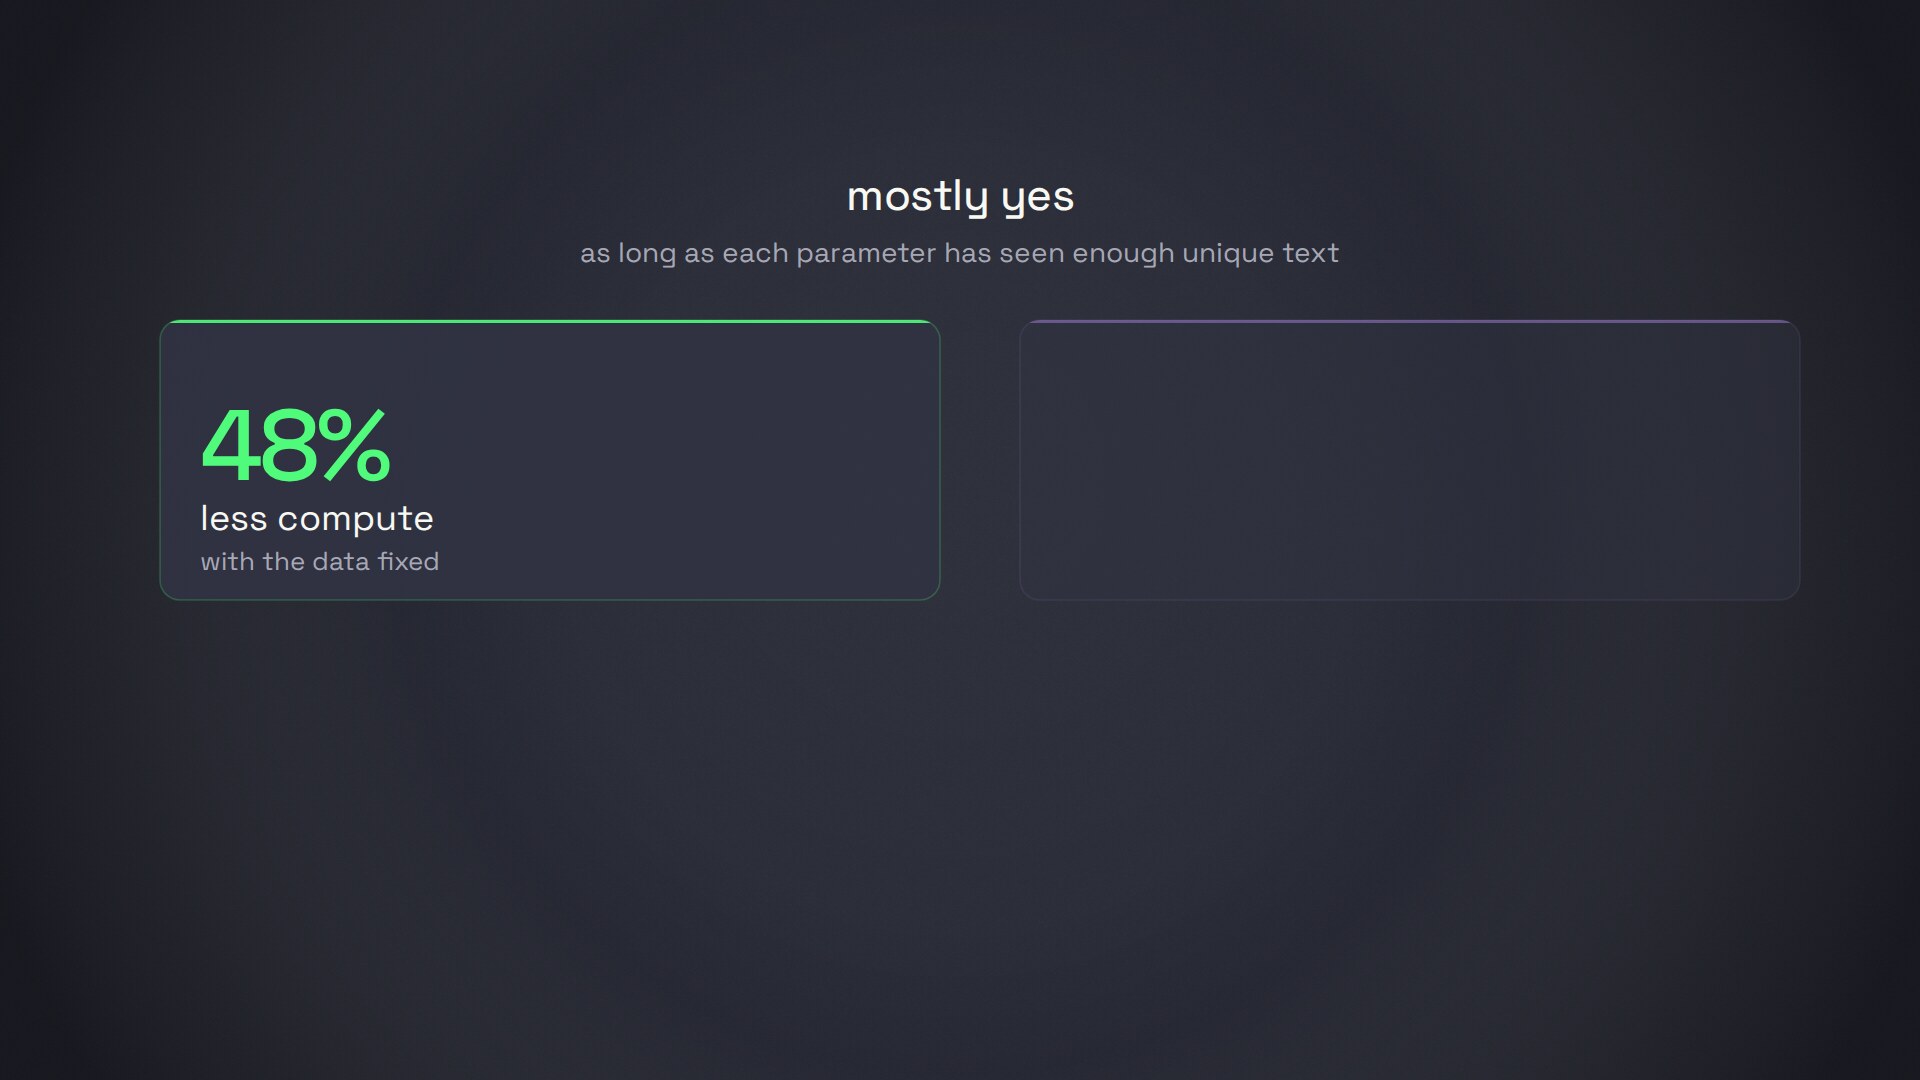 mostly yes
as long as each parameter has seen enough unique text
48%
less compute
with the data fixed